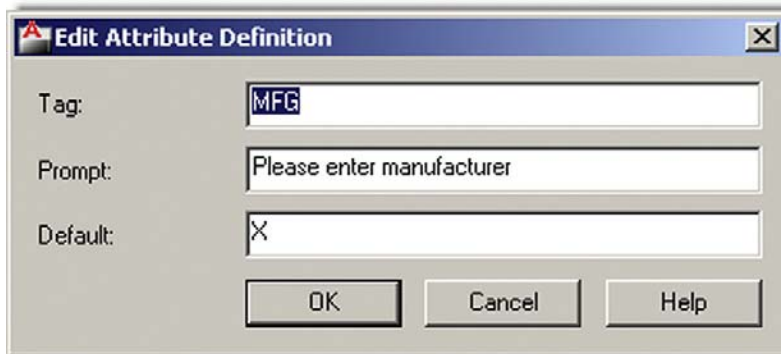 Edit Attribute Definition
Tag: MFG
Prompt: Please enter manufacturer
Default: X
OK Cancel Help